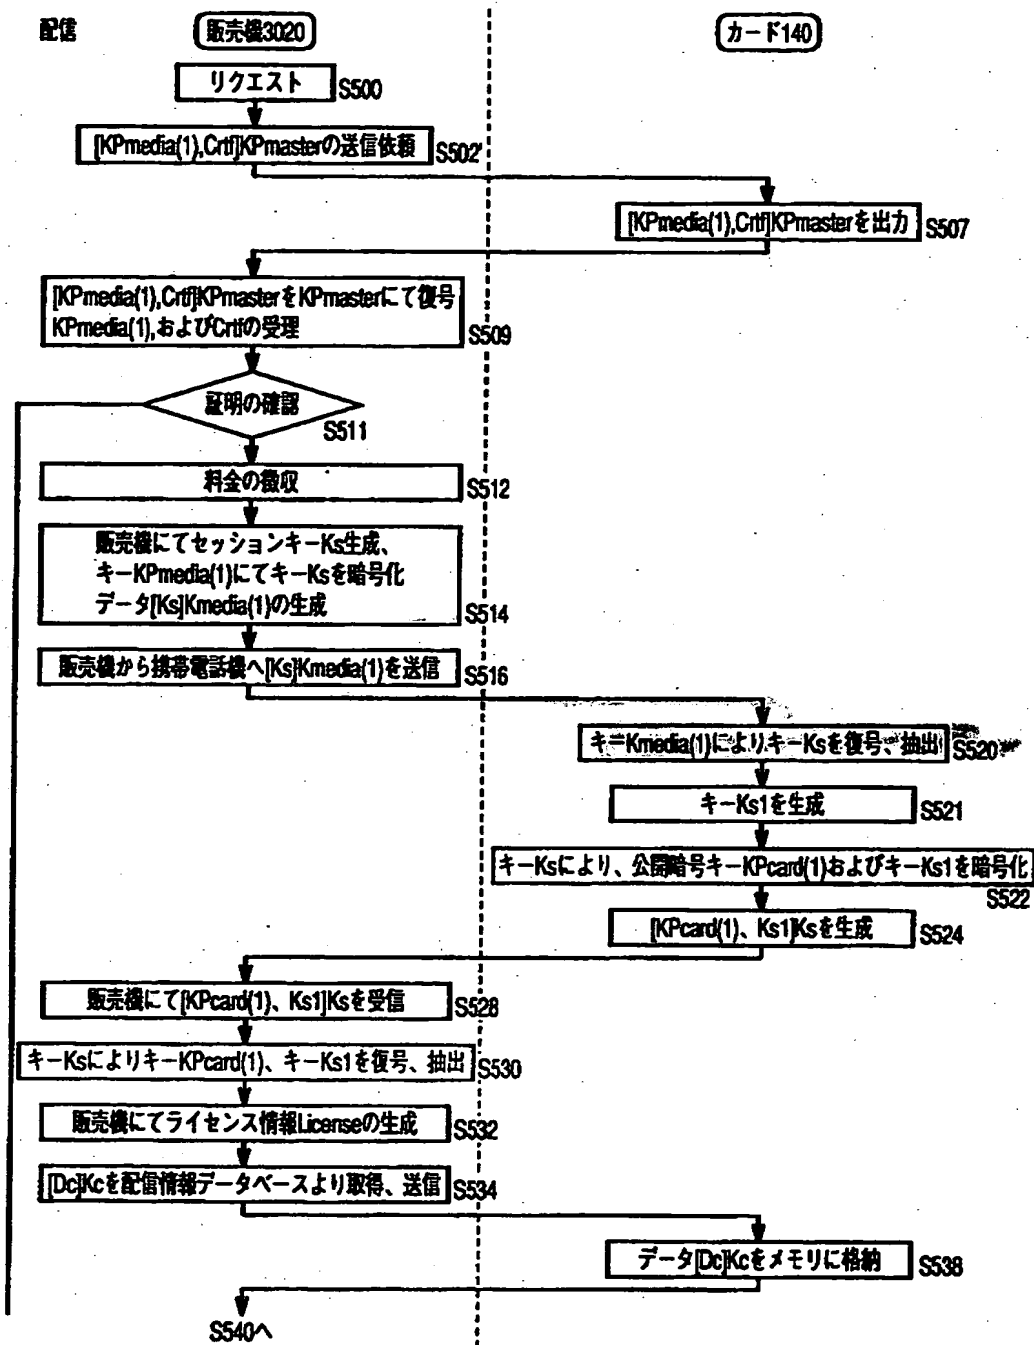 配信
販売機3020
カード140
リクエスト
S500
[KPmedia(1),Crtf]KPmasterの送信依頼
S502'
[KPmedia(1),Crtf]KPmasterを出力
S507
[KPmedia(1),Crtf]KPmasterをKPmasterにて復号
KPmedia(1),およびCrtfの受理
S509
証明の確認
S511
料金の徴収
S512
販売機にてセッションキーKs生成、
キーKPmedia(1)にてキーKsを暗号化
データ[Ks]Kmedia(1)の生成
S514
販売機から携帯電話機へ[Ks]Kmedia(1)を送信
S516
キーKmedia(1)によりキーKsを復号、抽出
S520
キーKs1を生成
S521
キーKsにより、公開暗号キーKPcard(1)およびキーKs1を暗号化
S522
[KPcard(1)、Ks1]Ksを生成
S524
販売機にて[KPcard(1)、Ks1]Ksを受信
S528
キーKsによりキーKPcard(1)、キーKs1を復号、抽出
S530
販売機にてライセンス情報Licenseの生成
S532
[Dc]Kcを配信情報データベースより取得、送信
S534
データ[Dc]Kcをメモリに格納
S538
S540へ